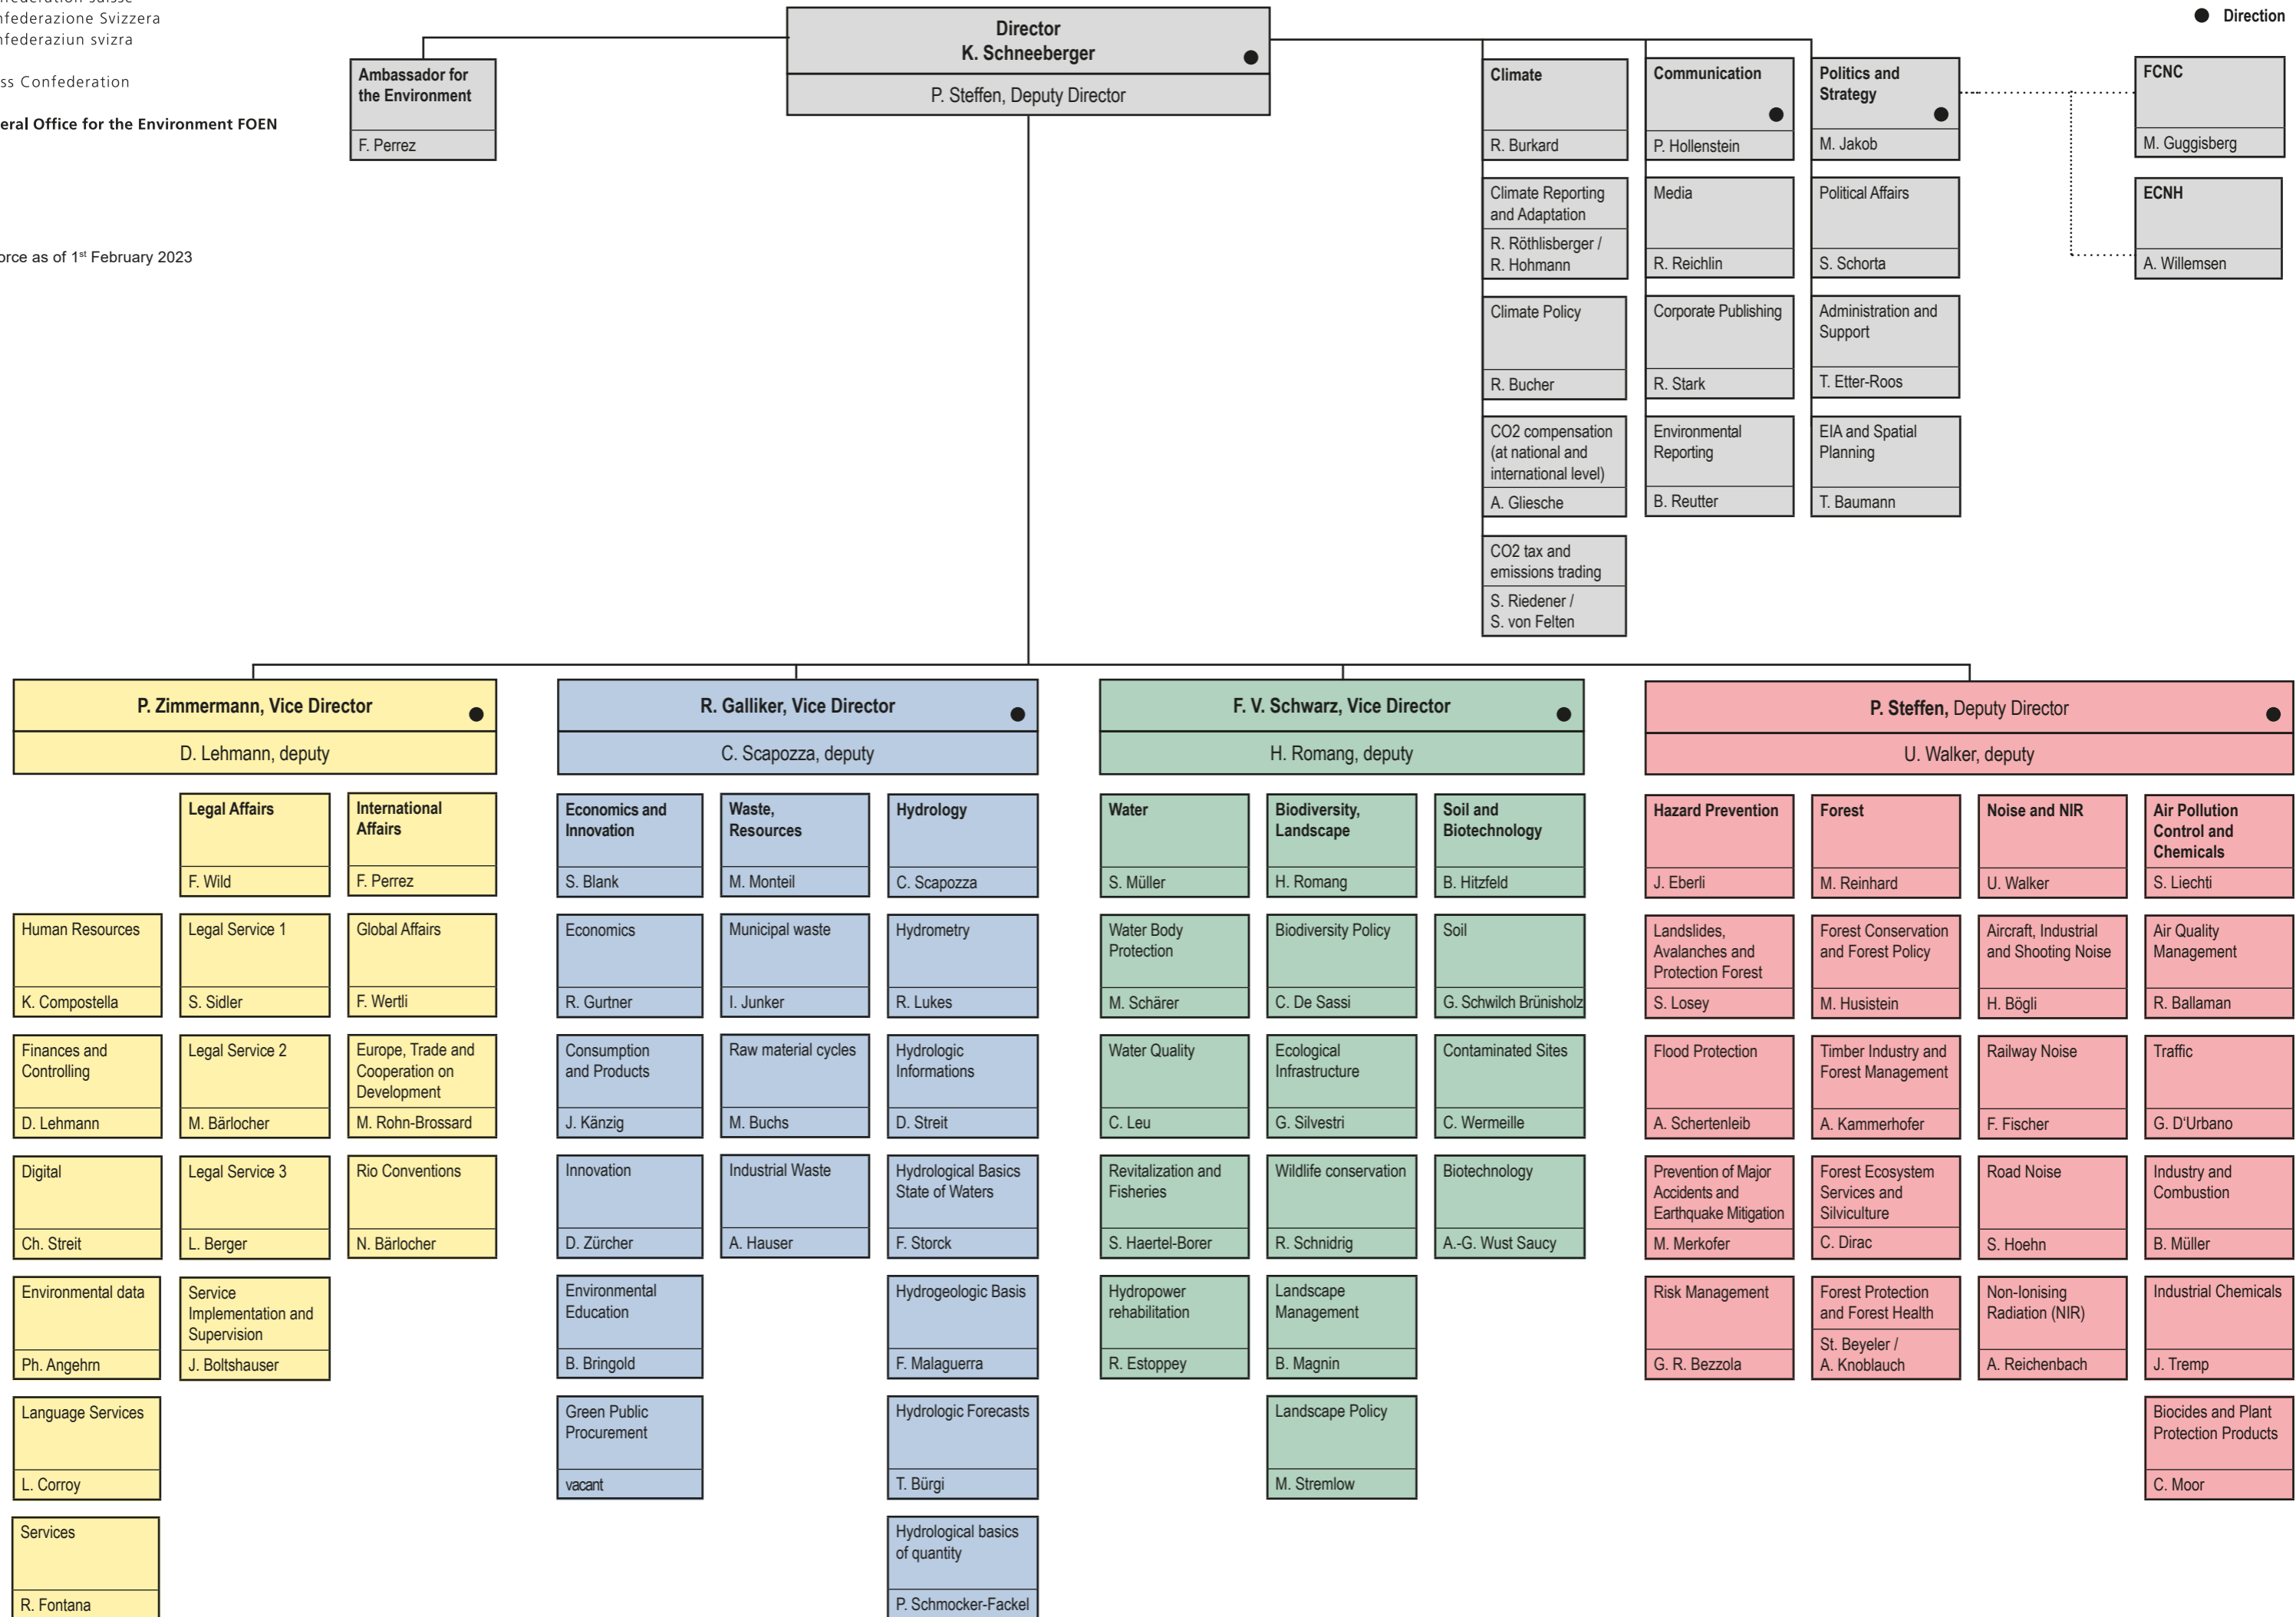 nfederazione Svizzera
nfederaziun svizra
ss Confederation
eral Office for the Environment FOEN
orce as of 1st February 2023
Direction
Director
K. Schneeberger
P. Steffen, Deputy Director
Ambassador for
the Environment
F. Perrez
Climate
R. Burkard
Climate Reporting
and Adaptation
R. Röthlisberger /
R. Hohmann
Climate Policy
R. Bucher
CO2 compensation
(at national and
international level)
A. Gliesche
CO2 tax and
emissions trading
S. Riedener /
S. von Felten
Communication
P. Hollenstein
Media
R. Reichlin
Corporate Publishing
R. Stark
Environmental
Reporting
B. Reutter
Politics and
Strategy
M. Jakob
Political Affairs
S. Schorta
Administration and
Support
T. Etter-Roos
EIA and Spatial
Planning
T. Baumann
FCNC
M. Guggisberg
ECNH
A. Willemsen
P. Zimmermann, Vice Director
D. Lehmann, deputy
Human Resources
K. Compostella
Finances and
Controlling
D. Lehmann
Digital
Ch. Streit
Environmental data
Ph. Angehrn
Language Services
L. Corroy
Services
R. Fontana
Legal Affairs
F. Wild
Legal Service 1
S. Sidler
Legal Service 2
M. Bärlocher
Legal Service 3
L. Berger
Service
Implementation and
Supervision
J. Boltshauser
International
Affairs
F. Perrez
Global Affairs
F. Wertli
Europe, Trade and
Cooperation on
Development
M. Rohn-Brossard
Rio Conventions
N. Bärlocher
R. Galliker, Vice Director
C. Scapozza, deputy
Economics and
Innovation
S. Blank
Economics
R. Gurtner
Consumption
and Products
J. Känzig
Innovation
D. Zürcher
Environmental
Education
B. Bringold
Green Public
Procurement
vacant
Waste,
Resources
M. Monteil
Municipal waste
I. Junker
Raw material cycles
M. Buchs
Industrial Waste
A. Hauser
Hydrology
C. Scapozza
Hydrometry
R. Lukes
Hydrologic
Informations
D. Streit
Hydrological Basics
State of Waters
F. Storck
Hydrogeologic Basis
F. Malaguerra
Hydrologic Forecasts
T. Bürgi
Hydrological basics
of quantity
P. Schmocker-Fackel
F. V. Schwarz, Vice Director
H. Romang, deputy
Water
S. Müller
Water Body
Protection
M. Schärer
Water Quality
C. Leu
Revitalization and
Fisheries
S. Haertel-Borer
Hydropower
rehabilitation
R. Estoppey
Biodiversity,
Landscape
H. Romang
Biodiversity Policy
C. De Sassi
Ecological
Infrastructure
G. Silvestri
Wildlife conservation
R. Schnidrig
Landscape
Management
B. Magnin
Landscape Policy
M. Stremlow
Soil and
Biotechnology
B. Hitzfeld
Soil
G. Schwilch Brünisholz
Contaminated Sites
C. Wermeille
Biotechnology
A.-G. Wust Saucy
P. Steffen, Deputy Director
U. Walker, deputy
Hazard Prevention
J. Eberli
Landslides,
Avalanches and
Protection Forest
S. Losey
Flood Protection
A. Schertenleib
Prevention of Major
Accidents and
Earthquake Mitigation
M. Merkofer
Risk Management
G. R. Bezzola
Forest
M. Reinhard
Forest Conservation
and Forest Policy
M. Husistein
Timber Industry and
Forest Management
A. Kammerhofer
Forest Ecosystem
Services and
Silviculture
C. Dirac
Forest Protection
and Forest Health
St. Beyeler /
A. Knoblauch
Noise and NIR
U. Walker
Aircraft, Industrial
and Shooting Noise
H. Bögli
Railway Noise
F. Fischer
Road Noise
S. Hoehn
Non-Ionising
Radiation (NIR)
A. Reichenbach
Air Pollution
Control and
Chemicals
S. Liechti
Air Quality
Management
R. Ballaman
Traffic
G. D'Urbano
Industry and
Combustion
B. Müller
Industrial Chemicals
J. Tremp
Biocides and Plant
Protection Products
C. Moor